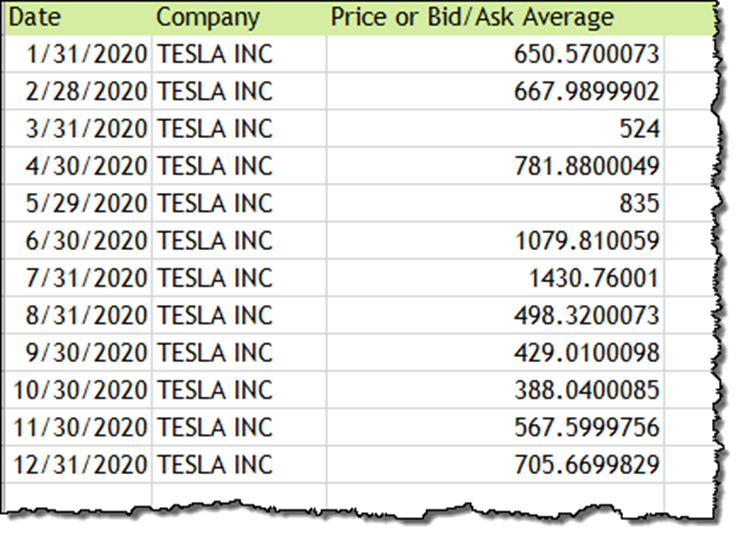 Date Company Price or Bid/Ask Average
1/31/2020 TESLA INC 650.5700073
2/28/2020 TESLA INC 667.9899902
3/31/2020 TESLA INC 524
4/30/2020 TESLA INC 781.8800049
5/29/2020 TESLA INC 835
6/30/2020 TESLA INC 1079.810059
7/31/2020 TESLA INC 1430.76001
8/31/2020 TESLA INC 498.3200073
9/30/2020 TESLA INC 429.0100098
10/30/2020 TESLA INC 388.0400085
11/30/2020 TESLA INC 567.5999756
12/31/2020 TESLA INC 705.6699829